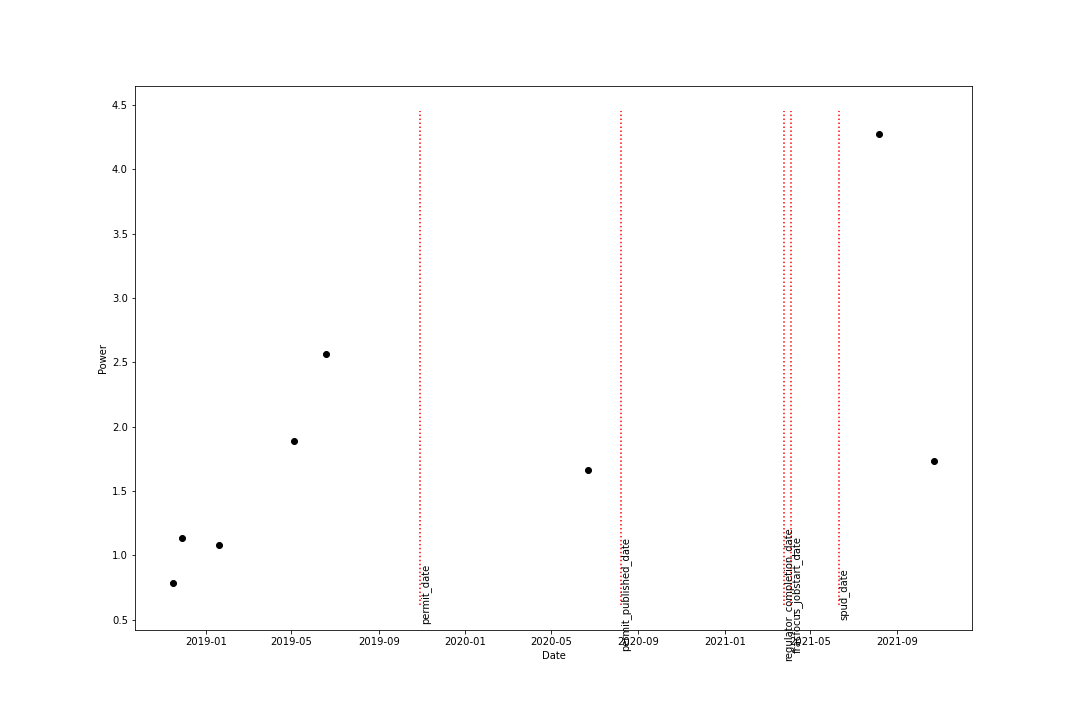 4.5
4.0
3.5
3.0
2.5
2.0
1.5
1.0
0.5
Power
permit_date
permit_published_date
regulator_completion_date
fracfocus_jobstart_date
spud_date
2019-01
2019-05
2019-09
2020-01
2020-05
2020-09
2021-01
2021-05
2021-09
Date